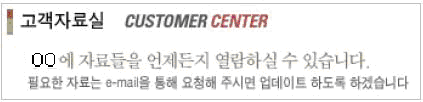 고객자료실 CUSTOMER CENTER
OO 에 자료들을 언제든지 열람하실 수 있습니다.
필요한 자료는 e-mail을 통해 요청해 주시면 업데이트 하도록 하겠습니다